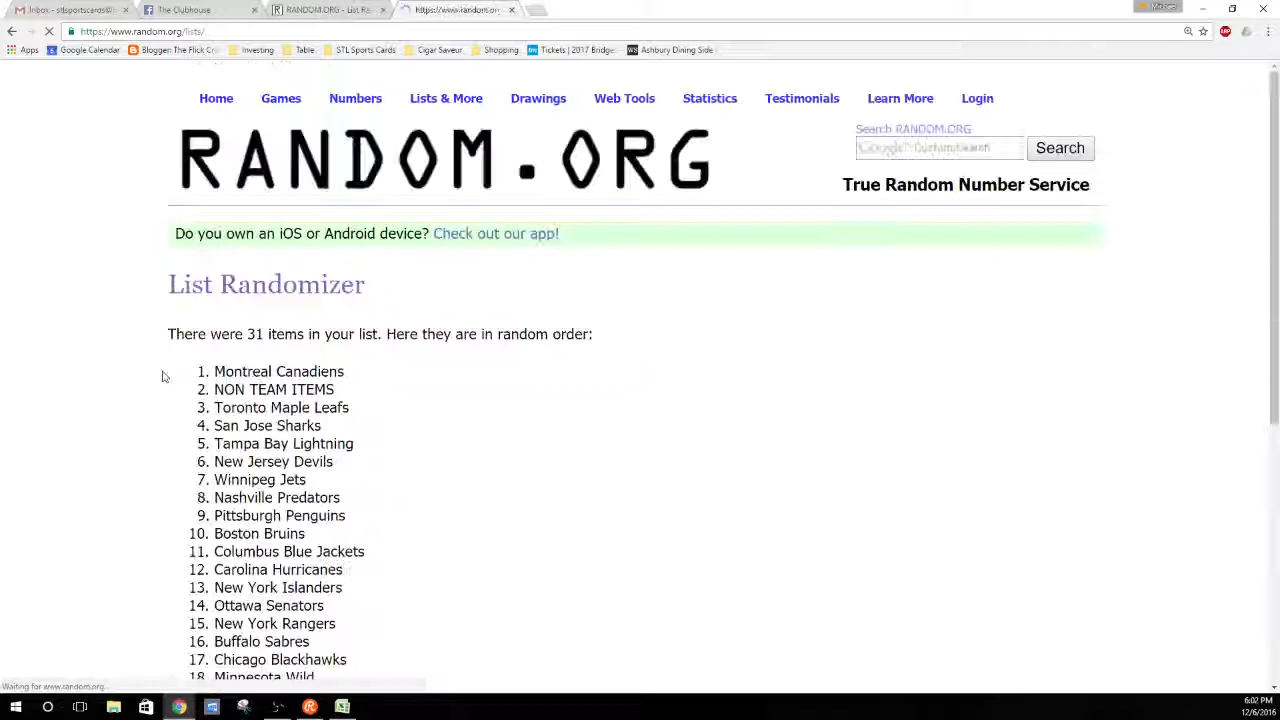 Inbox - stlsportscards@
The Clubhouse
RANDOM.ORG - List Ra
https://www.random.or
https://www.random.org/lists/
Apps
Google Calendar
Blogger: The Flick Cr
Investing
Table
STL Sports Cards
Cigar Saveur
Shopping
Tickets | 2017 Bridge
Ashbury Dining Side
Home Games Numbers Lists & More Drawings Web Tools Statistics Testimonials Learn More Login
RANDOM.ORG
Search RANDOM.ORG
Search
True Random Number Service
Do you own an iOS or Android device? Check out our app!
List Randomizer
There were 31 items in your list. Here they are in random order:
1. Montreal Canadiens
2. NON TEAM ITEMS
3. Toronto Maple Leafs
4. San Jose Sharks
5. Tampa Bay Lightning
6. New Jersey Devils
7. Winnipeg Jets
8. Nashville Predators
9. Pittsburgh Penguins
10. Boston Bruins
11. Columbus Blue Jackets
12. Carolina Hurricanes
13. New York Islanders
14. Ottawa Senators
15. New York Rangers
16. Buffalo Sabres
17. Chicago Blackhawks
18. Minnesota Wild
Waiting for www.random.org...
6:02 PM
12/6/2016